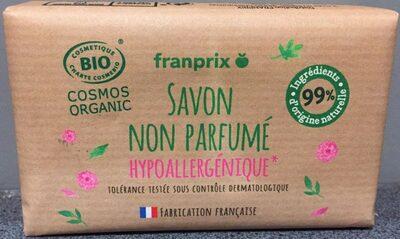 COSMÉTIQUE
BIO
CHARTE COSMEBIO
COSMOS
ORGANIC
franprix
SAVON
NON PARFUMÉ
HYPOALLERGÉNIQUE*
TOLÉRANCE TESTÉE SOUS CONTRÔLE DERMATOLOGIQUE
FABRICATION FRANÇAISE
Ingrédients
99%
d'origine naturelle